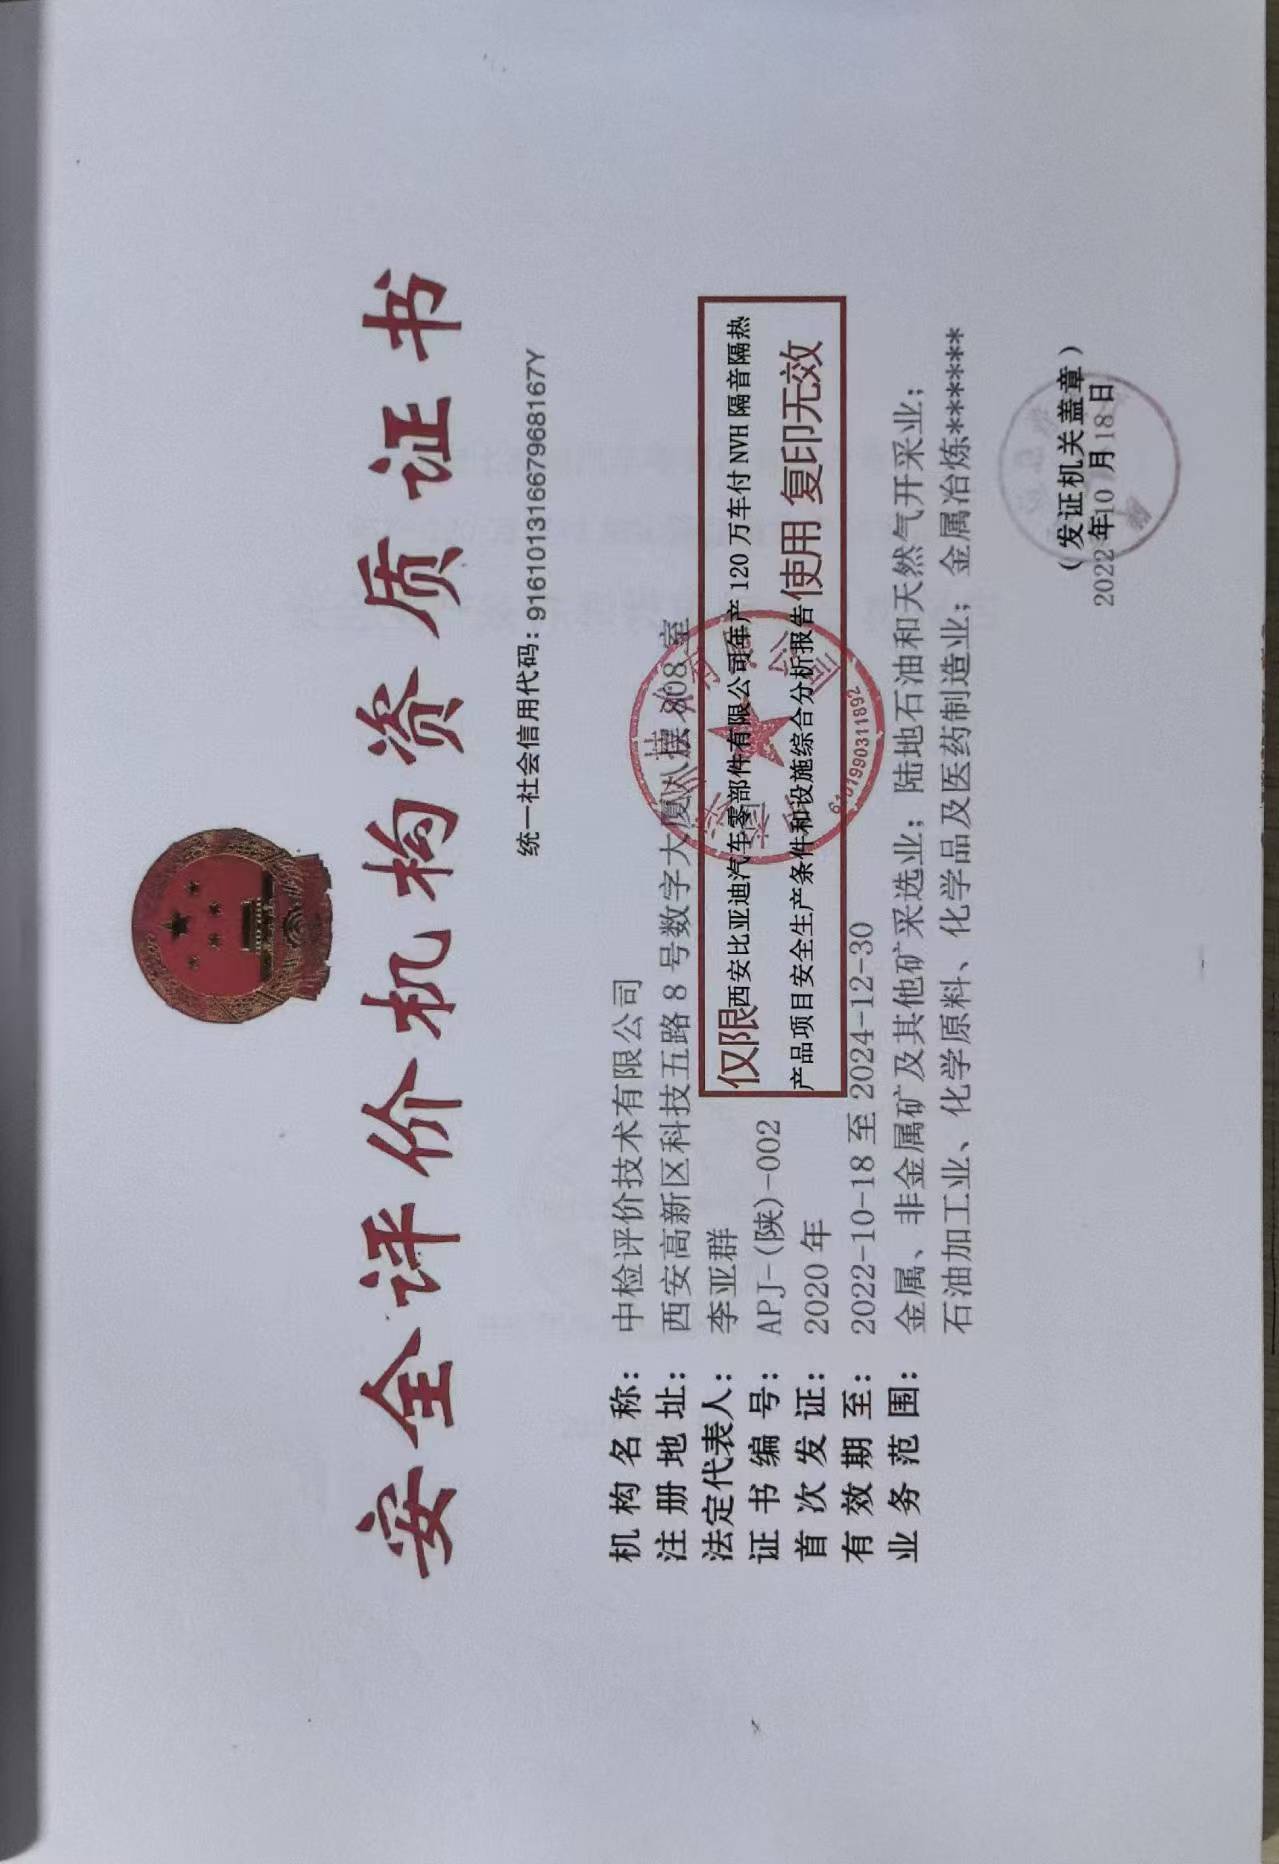 安全评价机构资质证书
统一社会信用代码：91610131667968167Y
机构名称：中检评价技术有限公司
注册地址：西安高新区科技五路8号数字大厦八层808室
法定代表人：李亚群
证书编号：APJ-(陕)-002
首次发证：2020年
有效期至：2022-10-18至2024-12-30
业务范围：金属、非金属矿及其他矿采选业；陆地石油和天然气开采业；
石油加工业、化学原料、化学品及医药制造业；金属冶炼*******
仅限西安比亚迪汽车零部件有限公司年产120万车付NVH隔音隔热
产品项目安全生产条件和设施综合分析报告使用 复印无效
6101990311892
（发证机关盖章）
2022年10月18日